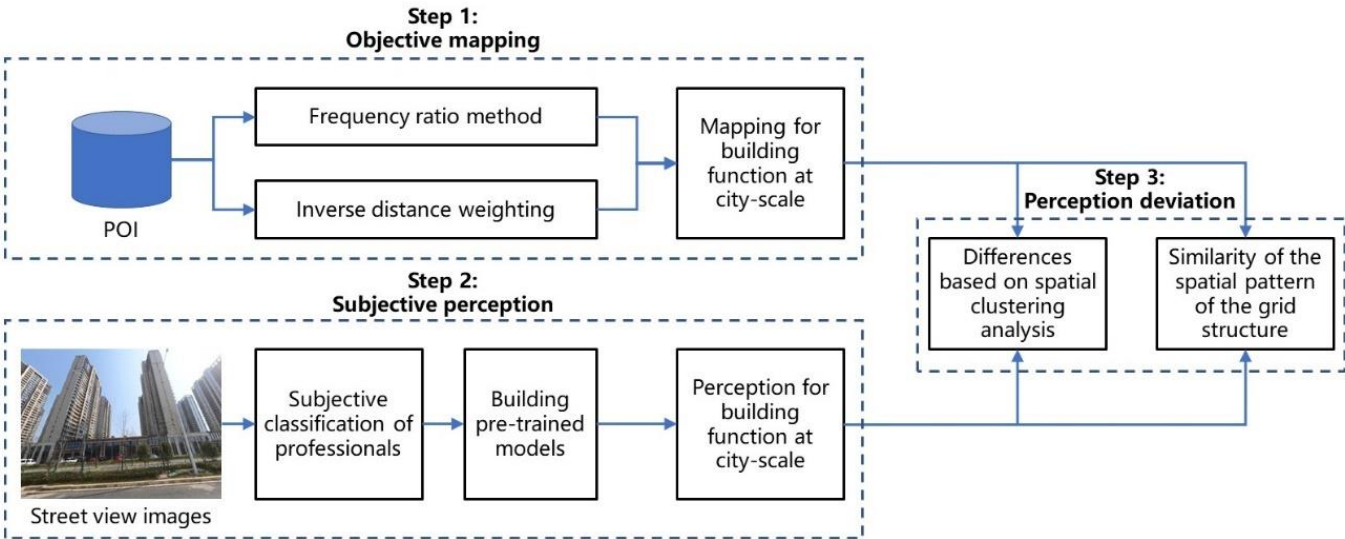 Step 1:
Objective mapping
Frequency ratio method
Inverse distance weighting
POI
Mapping for
building
function at
city-scale
Step 2:
Subjective perception
Street view images
Subjective
classification of
professionals
Building
pre-trained
models
Perception for
building
function at
city-scale
Step 3:
Perception deviation
Differences
based on spatial
clustering
analysis
Similarity of the
spatial pattern
of the grid
structure